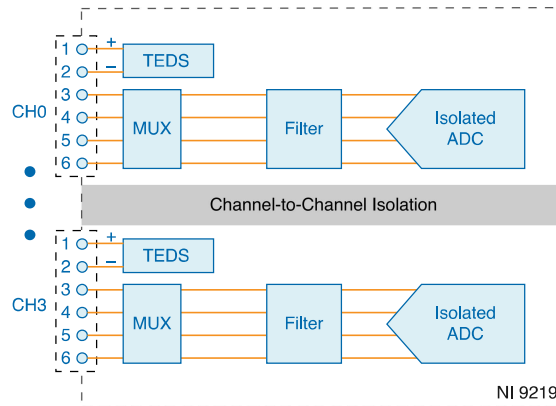 1 + TEDS
2 −
3
CH0 4 MUX Filter Isolated ADC
5
6
Channel-to-Channel Isolation
1 + TEDS
2 −
3
CH3 4 MUX Filter Isolated ADC
5
6
NI 9219